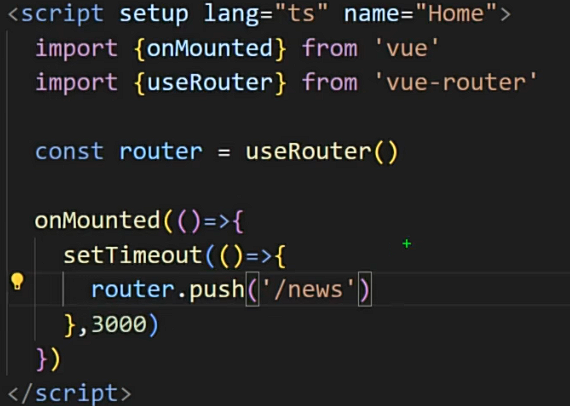 <script setup lang="ts" name="Home">
import {onMounted} from 'vue'
import {useRouter} from 'vue-router'
const router = useRouter()
onMounted(()=>{
setTimeout(()=>{
router.push('/news')
},3000)
})
</script>